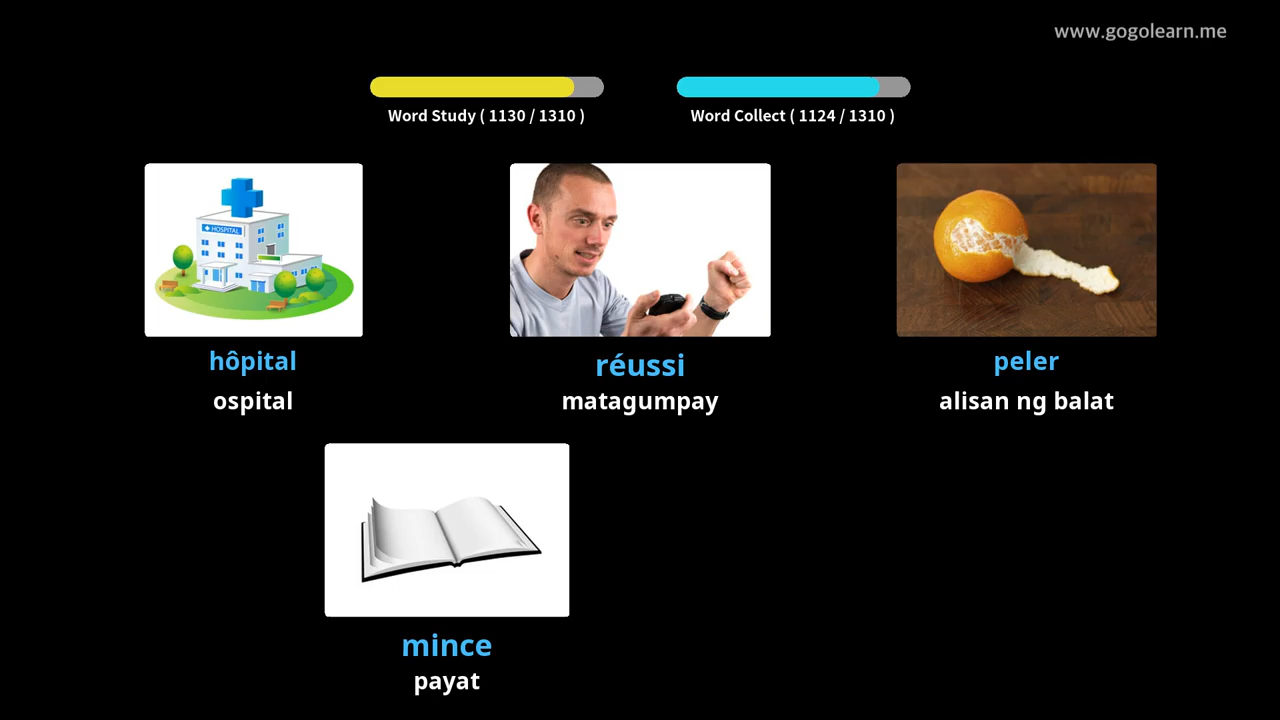 www.gogolearn.me
Word Study ( 1130 / 1310 )
Word Collect ( 1124 / 1310 )
HOSPITAL
hôpital
ospital
réussi
matagumpay
peler
alisan ng balat
mince
payat